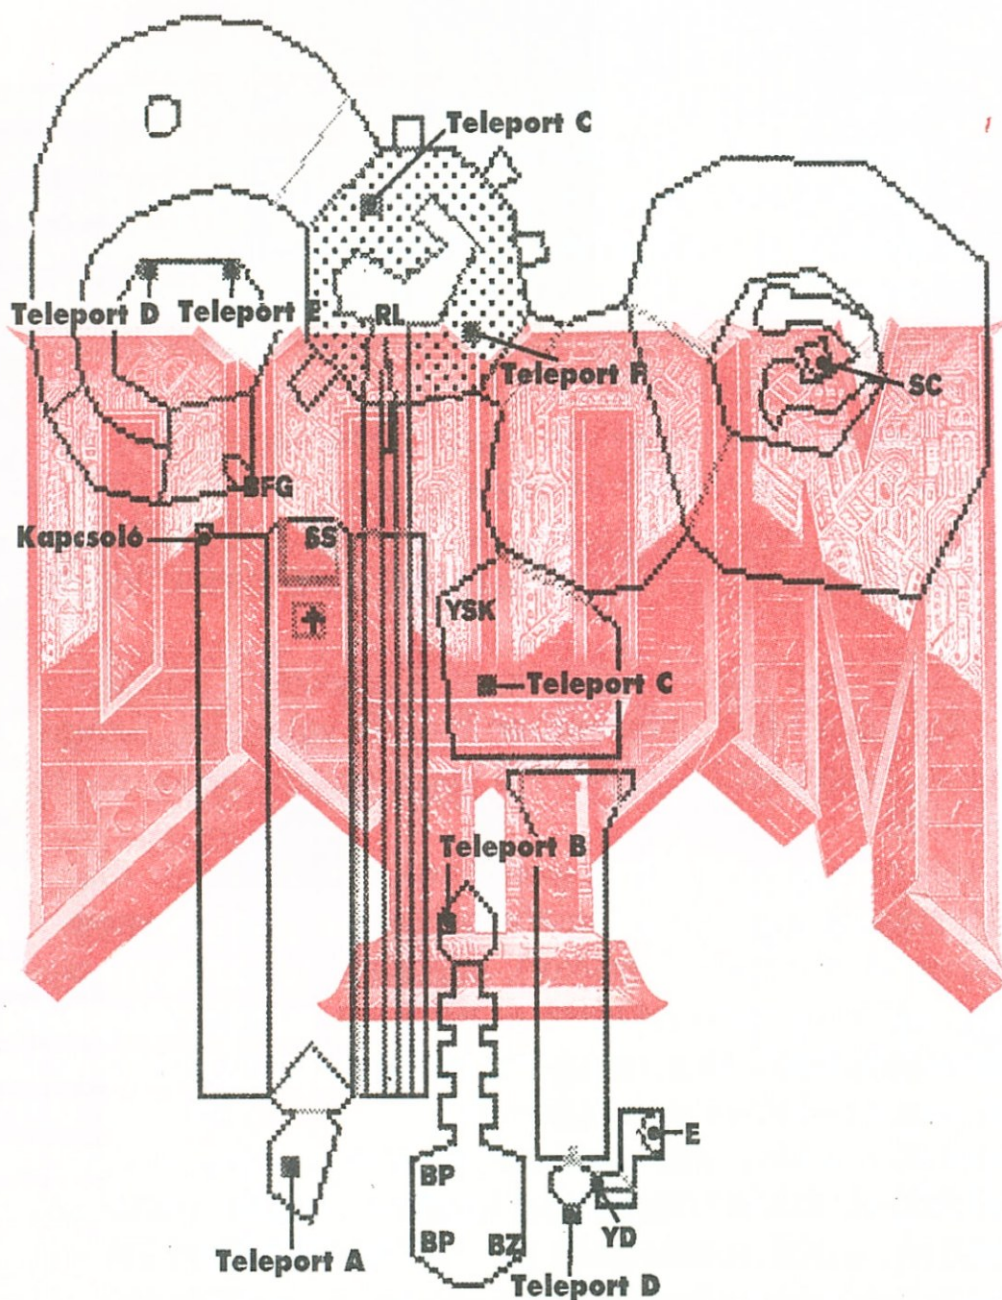 Teleport C
Teleport D
Teleport E
RL
Teleport F
SC
BFG
Kapcsoló
SS
YSK
Teleport C
Teleport B
E
BP
BP
BZ
YD
Teleport A
Teleport D